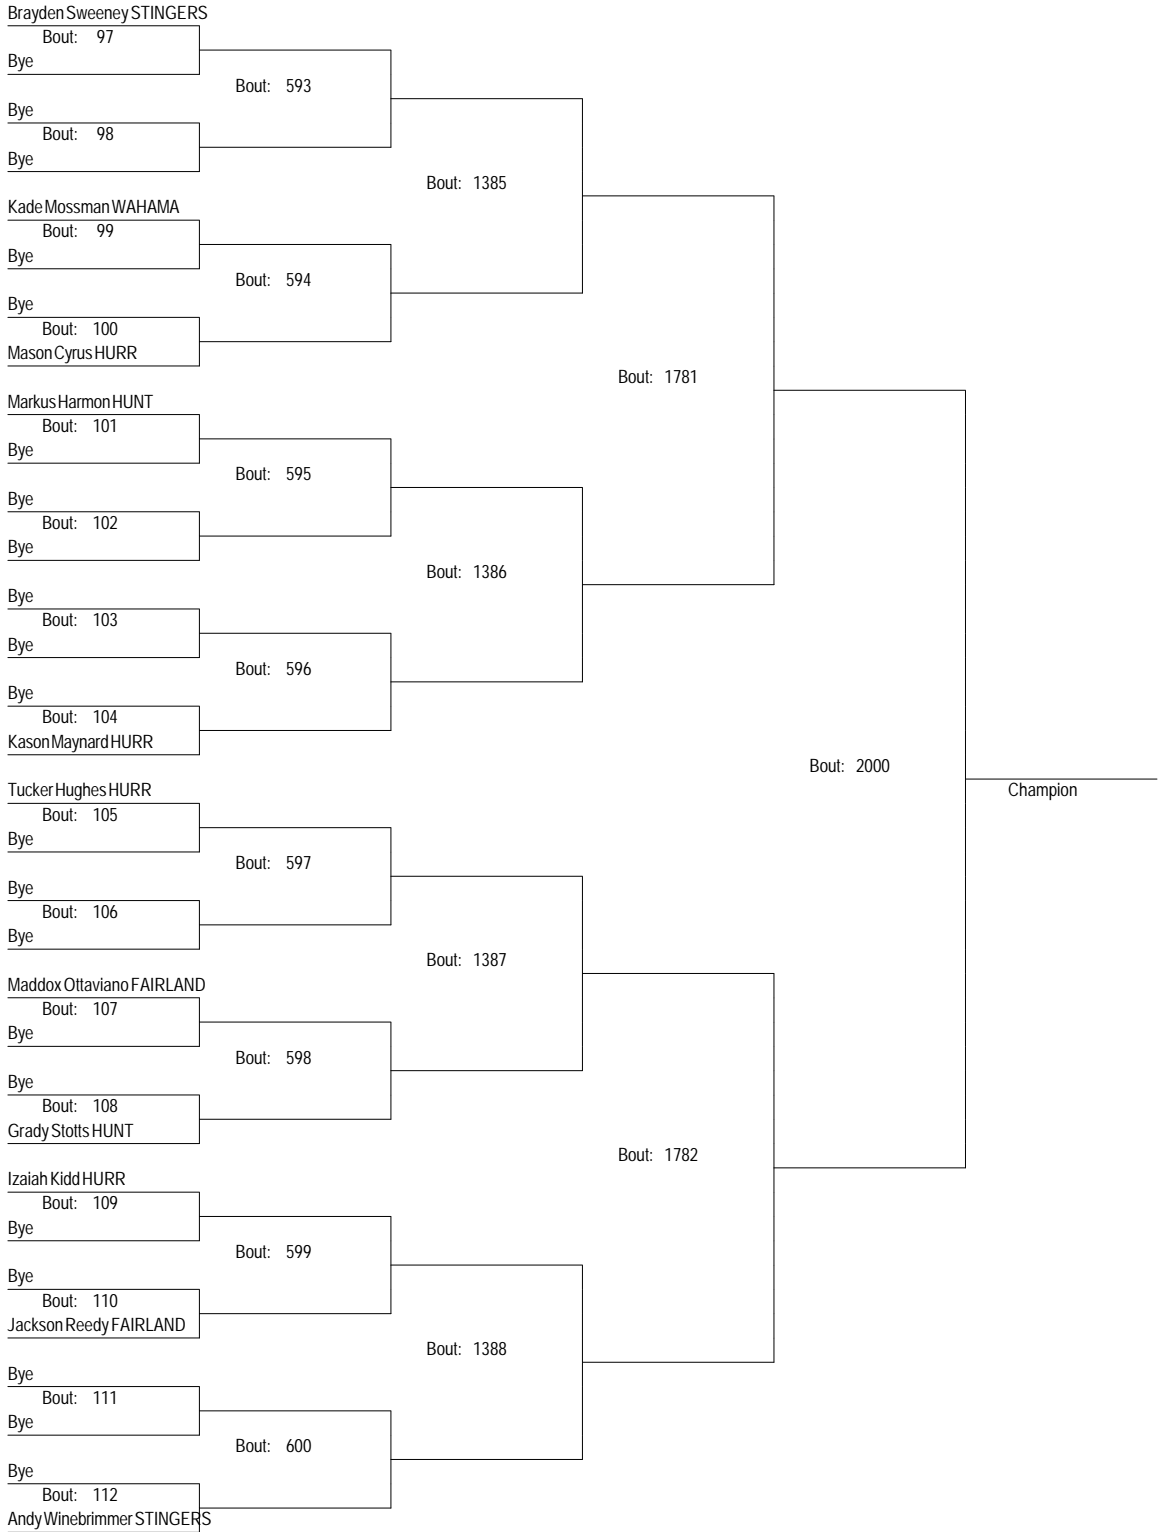 Brayden Sweeney STINGERS
Bout: 97
Bye
Bout: 593
Bye
Bout: 98
Bye
Bout: 1385
Kade Mossman WAHAMA
Bout: 99
Bye
Bout: 594
Bye
Bout: 100
Mason Cyrus HURR
Bout: 1781
Markus Harmon HUNT
Bout: 101
Bye
Bout: 595
Bye
Bout: 102
Bye
Bout: 1386
Bye
Bout: 103
Bye
Bout: 596
Bye
Bout: 104
Kason Maynard HURR
Bout: 2000
Champion
Tucker Hughes HURR
Bout: 105
Bye
Bout: 597
Bye
Bout: 106
Bye
Bout: 1387
Maddox Ottaviano FAIRLAND
Bout: 107
Bye
Bout: 598
Bye
Bout: 108
Grady Stotts HUNT
Bout: 1782
Izaiah Kidd HURR
Bout: 109
Bye
Bout: 599
Bye
Bout: 110
Jackson Reedy FAIRLAND
Bout: 1388
Bye
Bout: 111
Bye
Bout: 600
Bye
Bout: 112
Andy Winebrimmer STINGERS